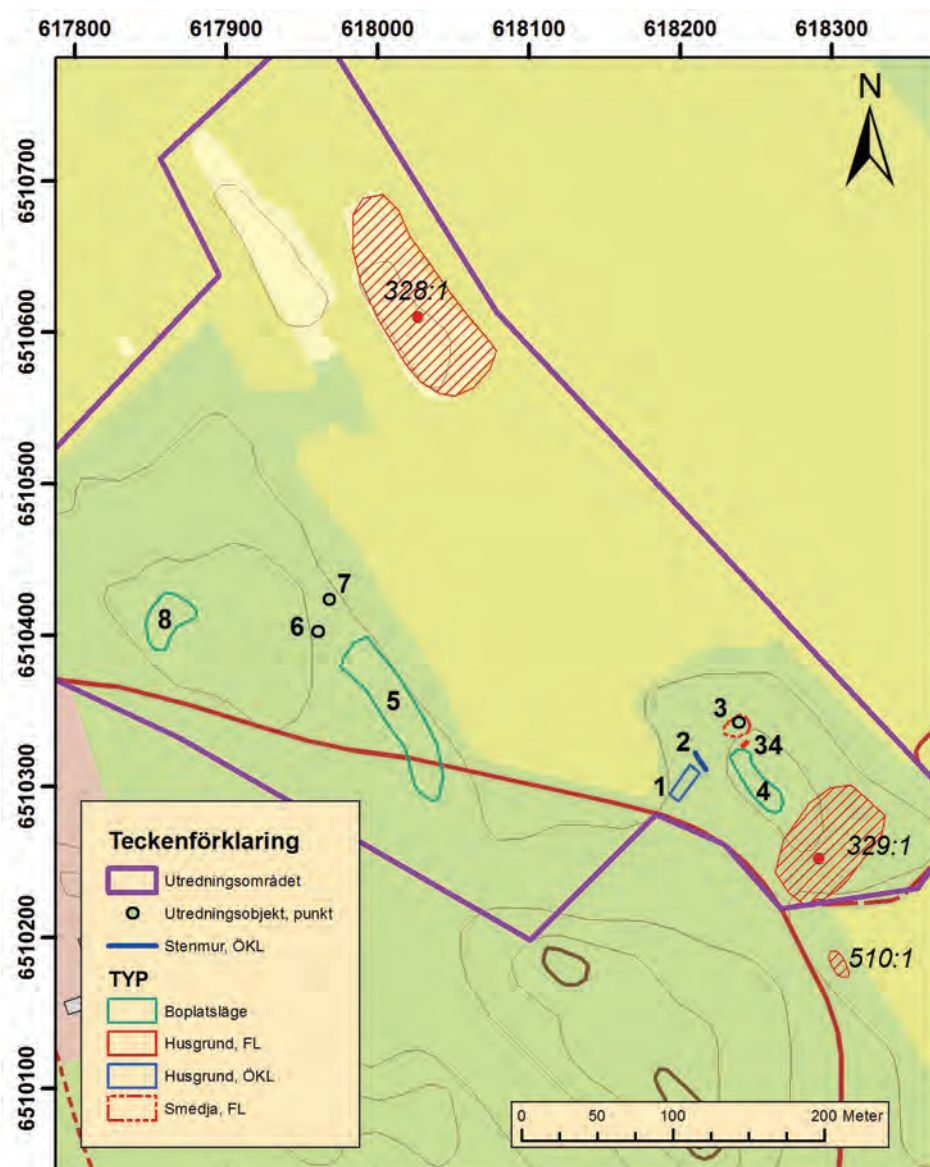 617800 617900 618000 618100 618200 618300
N
6510700
328:1
6510600
6510500
7
8
6
6510400
5
3
2
34
6510300
1
4
329:1
Teckenförklaring
Utredningsområdet
Utredningsobjekt, punkt
Stenmur, ÖKL
TYP
Boplatsläge
Husgrund, FL
Husgrund, ÖKL
Smedja, FL
6510200
510:1
6510100
0 50 100 200 Meter